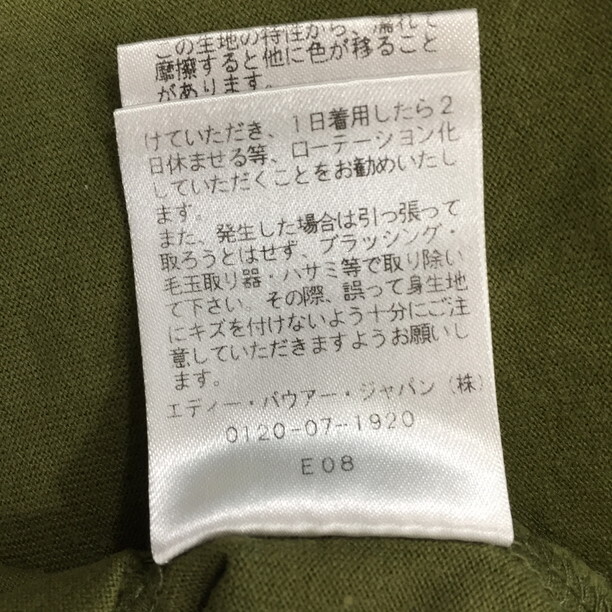 この生地の特性から、濡れて
摩擦すると他に色が移ること
があります。
けていただき、1日着用したら2
日休ませる等、ローテーション化
していただくことをお勧めいたし
ます。
また、発生した場合は引っ張って
取ろうとはせず、ブラッシング・
毛玉取り器・ハサミ等で取り除い
て下さい。その際、誤って身生地
にキズを付けないよう十分にご注
意していただきますようお願いし
ます。
エディー・バウアー・ジャパン(株)
0120-07-1920
E08